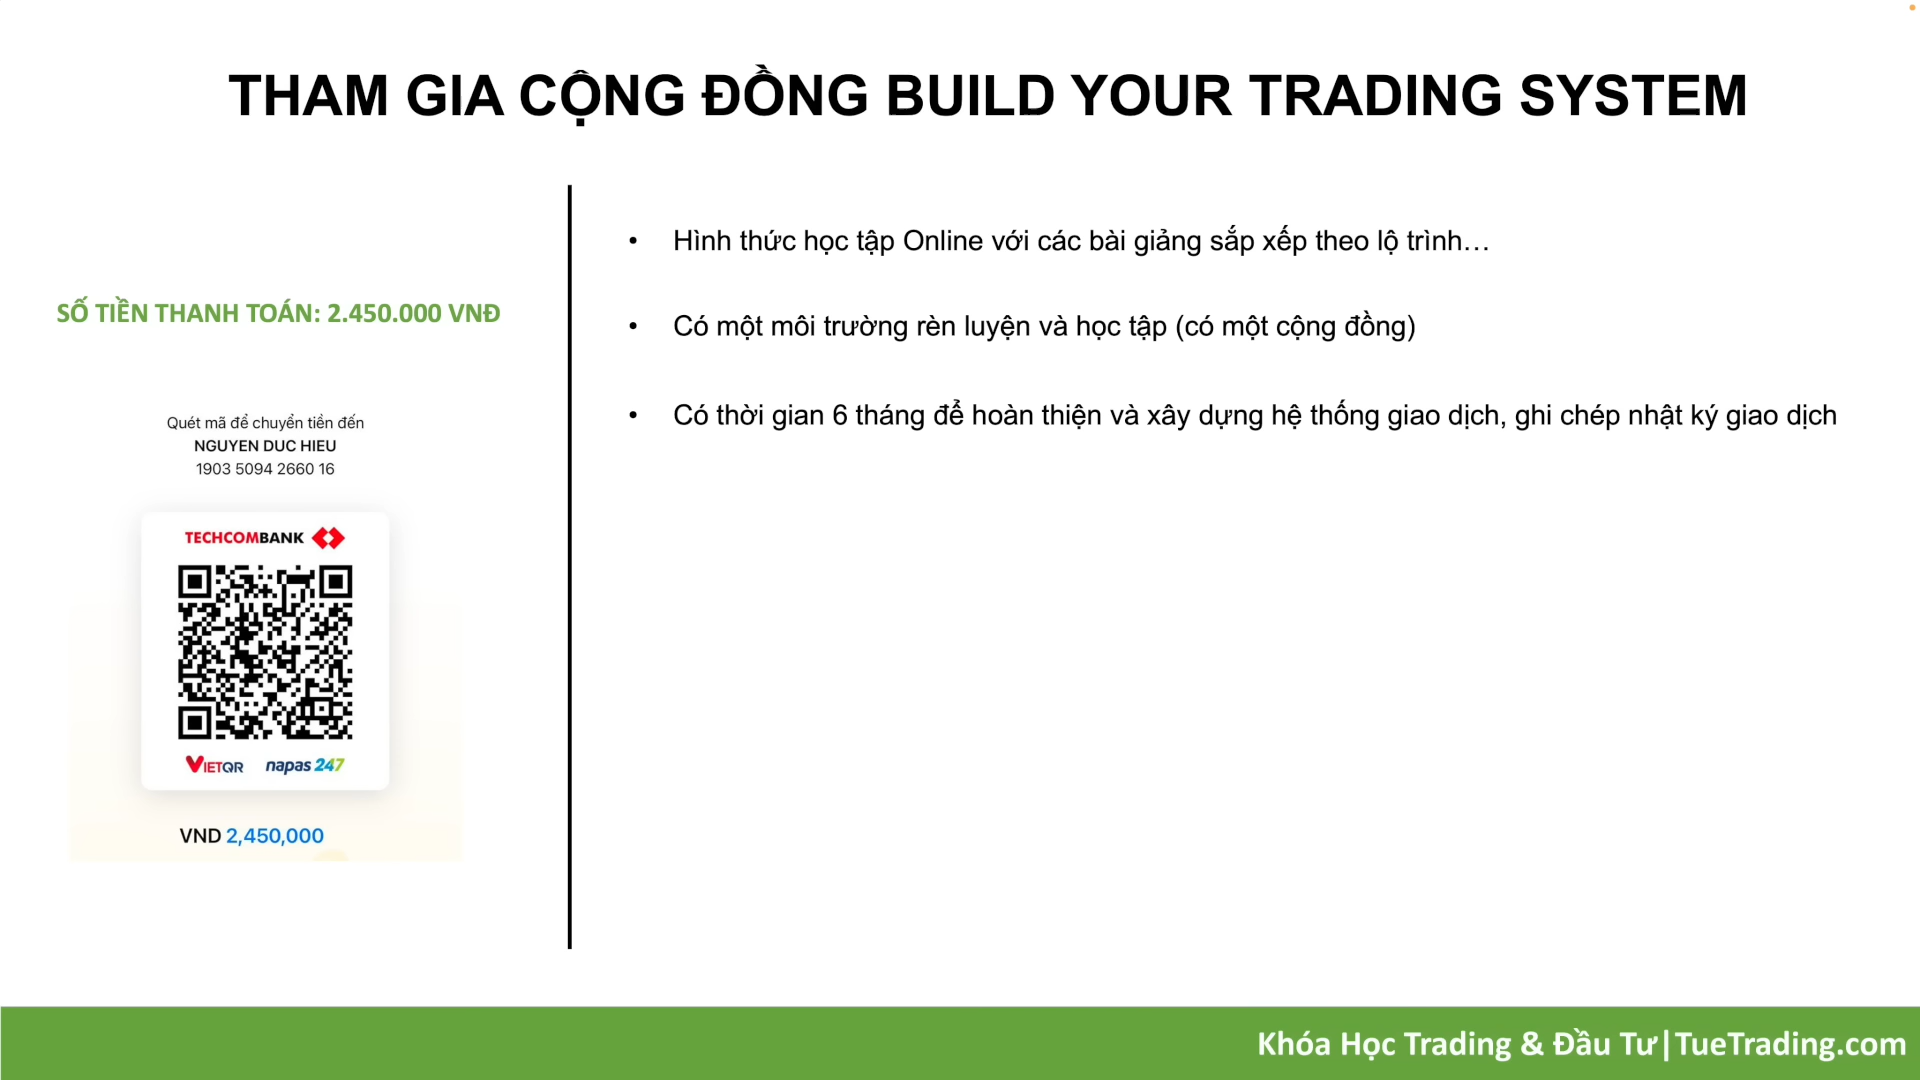 THAM GIA CỘNG ĐỒNG BUILD YOUR TRADING SYSTEM
SỐ TIỀN THANH TOÁN: 2.450.000 VNĐ
Quét mã để chuyển tiền đến
NGUYEN DUC HIEU
1903 5094 2660 16
TECHCOMBANK
VIETQR napas 247
VND 2,450,000
• Hình thức học tập Online với các bài giảng sắp xếp theo lộ trình…
• Có một môi trường rèn luyện và học tập (có một cộng đồng)
• Có thời gian 6 tháng để hoàn thiện và xây dựng hệ thống giao dịch, ghi chép nhật ký giao dịch
Khóa Học Trading & Đầu Tư|TueTrading.com